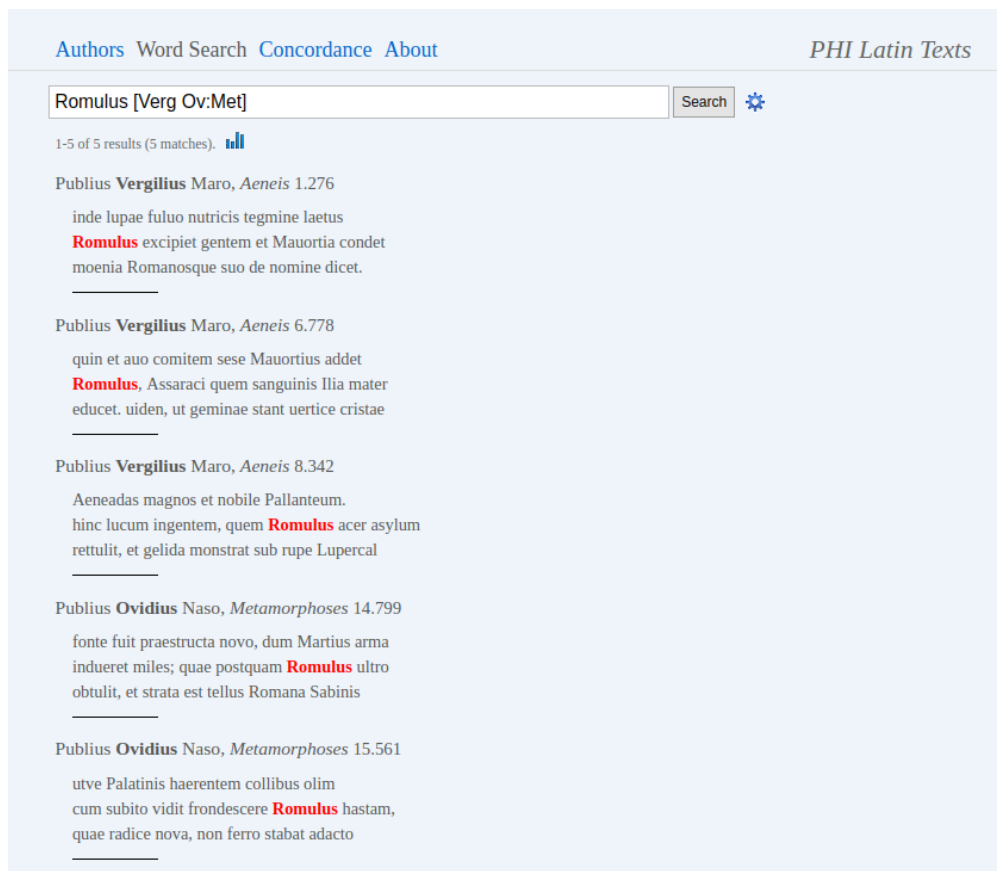 Authors Word Search Concordance About PHI Latin Texts
Romulus [Verg Ov:Met] Search
1-5 of 5 results (5 matches).
Publius Vergilius Maro, Aeneis 1.276
inde lupae fuluo nutricis tegmine laetus
Romulus excipiet gentem et Mauortia condet
moenia Romanosque suo de nomine dicet.
Publius Vergilius Maro, Aeneis 6.778
quin et auo comitem sese Mauortius addet
Romulus, Assaraci quem sanguinis Ilia mater
educet. uiden, ut geminae stant uertice cristae
Publius Vergilius Maro, Aeneis 8.342
Aeneadas magnos et nobile Pallanteum.
hinc lucum ingentem, quem Romulus acer asylum
rettulit, et gelida monstrat sub rupe Lupercal
Publius Ovidius Naso, Metamorphoses 14.799
fonte fuit praestructa novo, dum Martius arma
indueret miles; quae postquam Romulus ultro
obtulit, et strata est tellus Romana Sabinis
Publius Ovidius Naso, Metamorphoses 15.561
utve Palatinis haerentem collibus olim
cum subito vidit frondescere Romulus hastam,
quae radice nova, non ferro stabat adacto